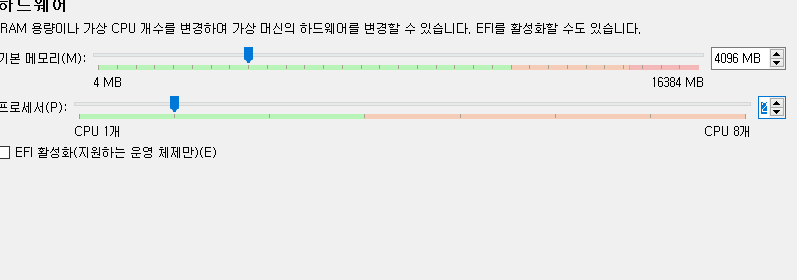 하드웨어
RAM 용량이나 가상 CPU 개수를 변경하여 가상 머신의 하드웨어를 변경할 수 있습니다. EFI를 활성화할 수도 있습니다.
기본 메모리(M):
4096 MB
4 MB
16384 MB
프로세서(P):
2
CPU 1개
CPU 8개
EFI 활성화(지원하는 운영 체제만)(E)